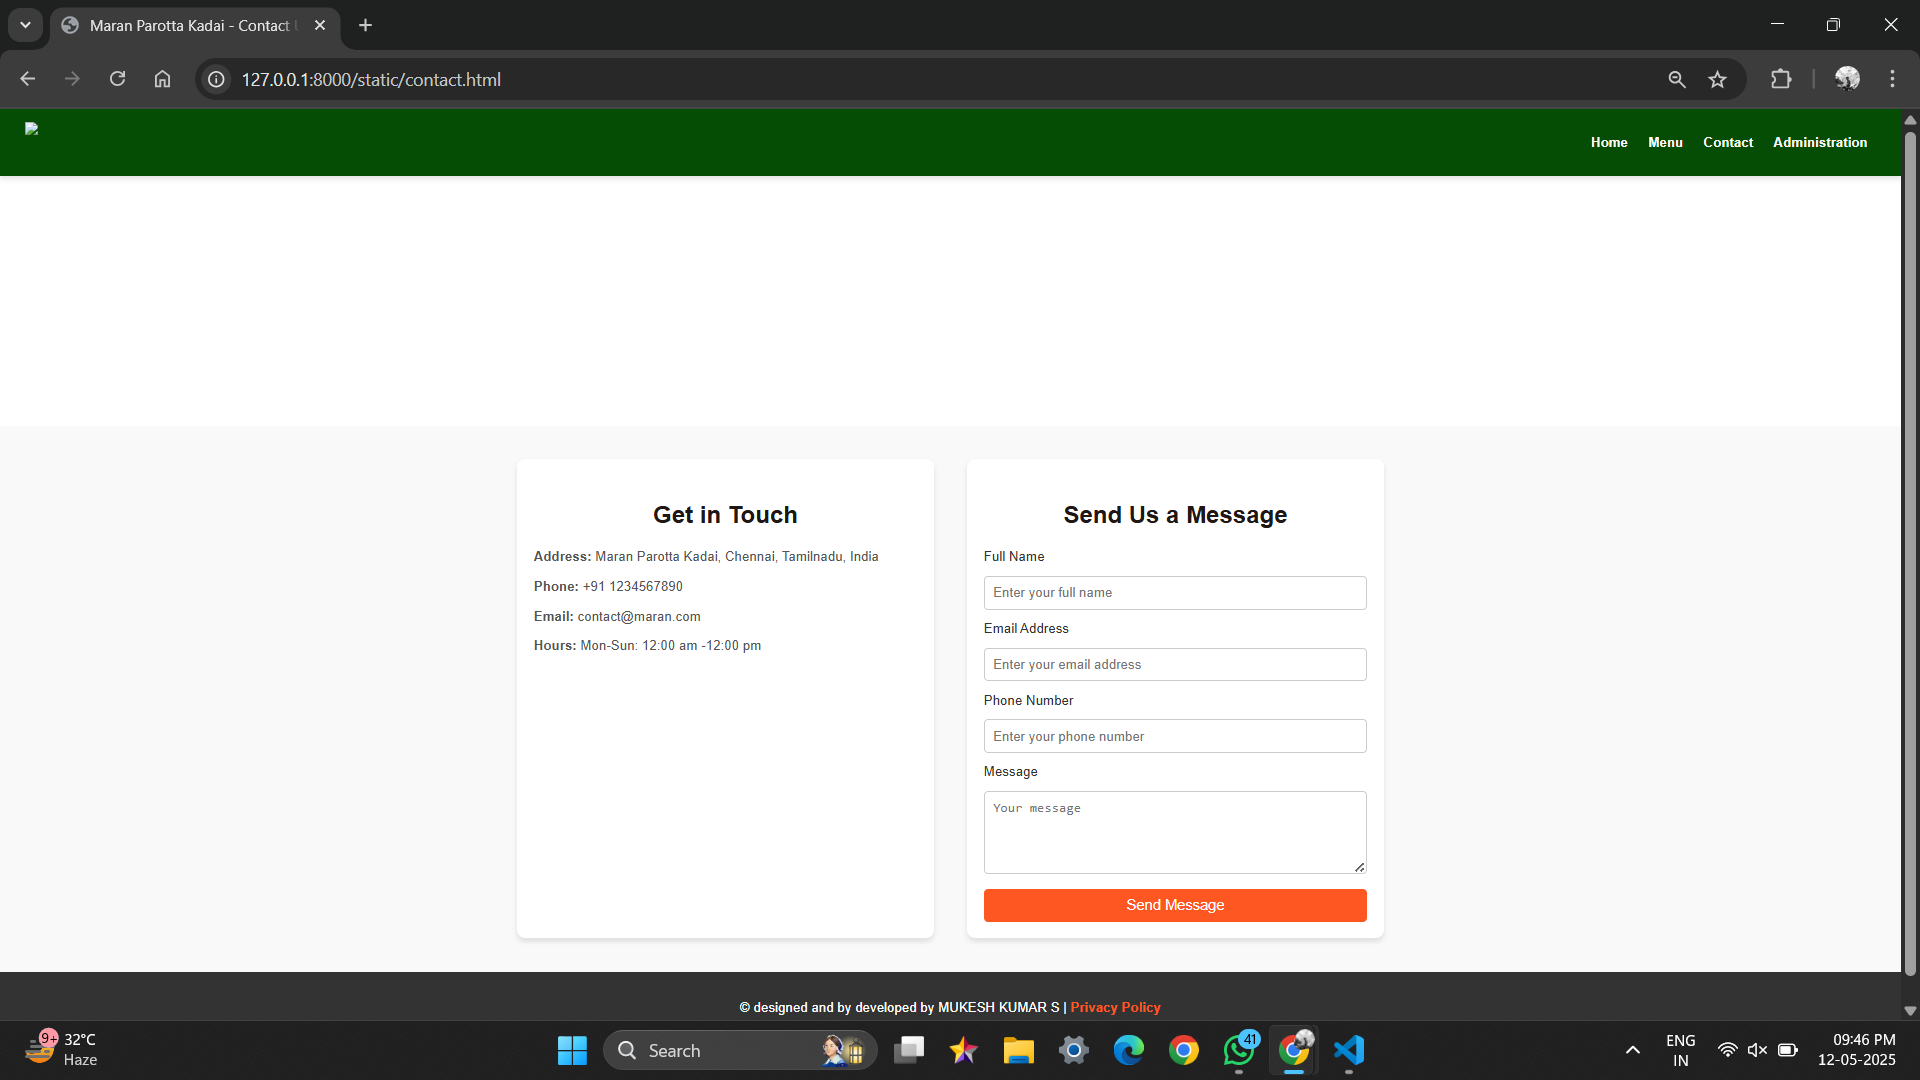 Maran Parotta Kadai - Contact
127.0.0.1:8000/static/contact.html
Home Menu Contact Administration
Get in Touch
Address: Maran Parotta Kadai, Chennai, Tamilnadu, India
Phone: +91 1234567890
Email: contact@maran.com
Hours: Mon-Sun: 12:00 am -12:00 pm
Send Us a Message
Full Name
Enter your full name
Email Address
Enter your email address
Phone Number
Enter your phone number
Message
Your message
Send Message
© designed and by developed by MUKESH KUMAR S | Privacy Policy
9+
32°C
Haze
Search
41
ENG
IN
09:46 PM
12-05-2025